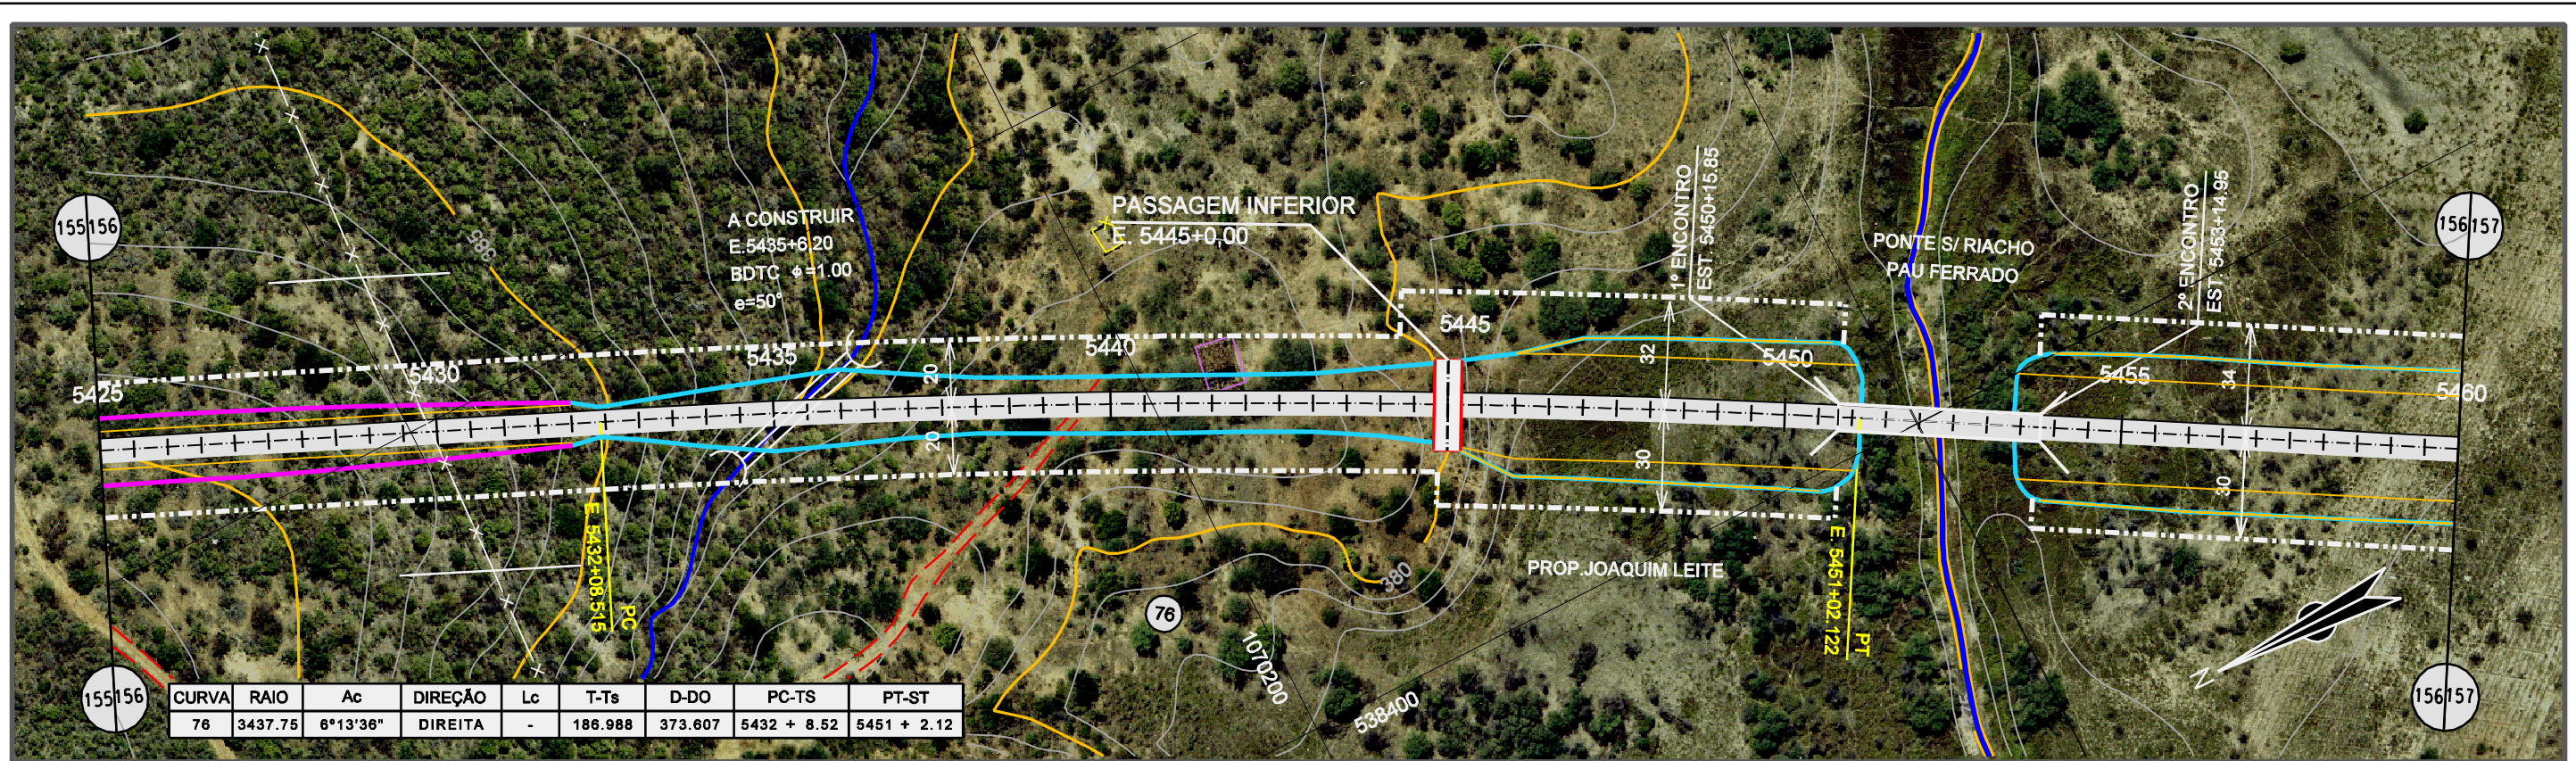 155 156
156 157
385
A CONSTRUIR
E.5435+6.20
BDTC Φ=1.00
e=50°
PASSAGEM INFERIOR
E. 5445+0,00
1º ENCONTRO
EST. 5450+15.85
PONTE S/ RIACHO
PAU FERRADO
2º ENCONTRO
EST. 5453+14.95
5425
5430
5435
5440
5445
5450
5455
5460
20
20
32
30
34
30
E. 5432+08.515
PC
E. 5451+02.122
PT
PROP.JOAQUIM LEITE
380
76
1070200
538400
N
155 156
156 157
CURVA RAIO Ac DIREÇÃO Lc T-Ts D-DO PC-TS PT-ST
76 3437.75 6°13'36" DIREITA - 186.988 373.607 5432 + 8.52 5451 + 2.12